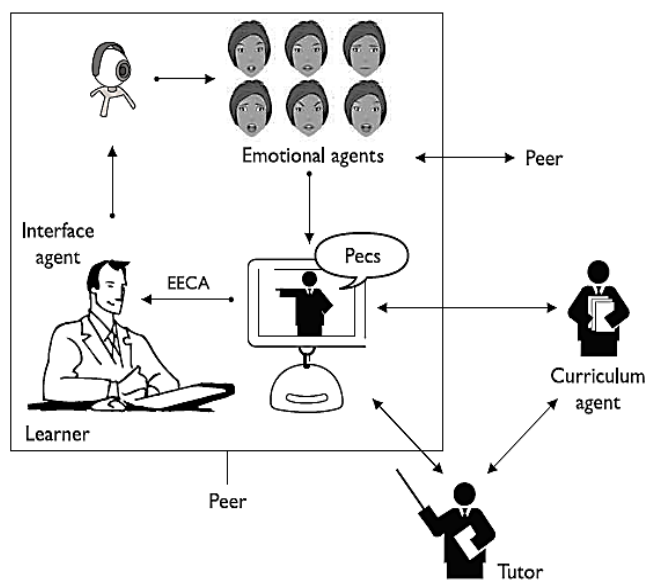 Emotional agents
Peer
Interface
agent
Pecs
EECA
Curriculum
agent
Learner
Peer
Tutor